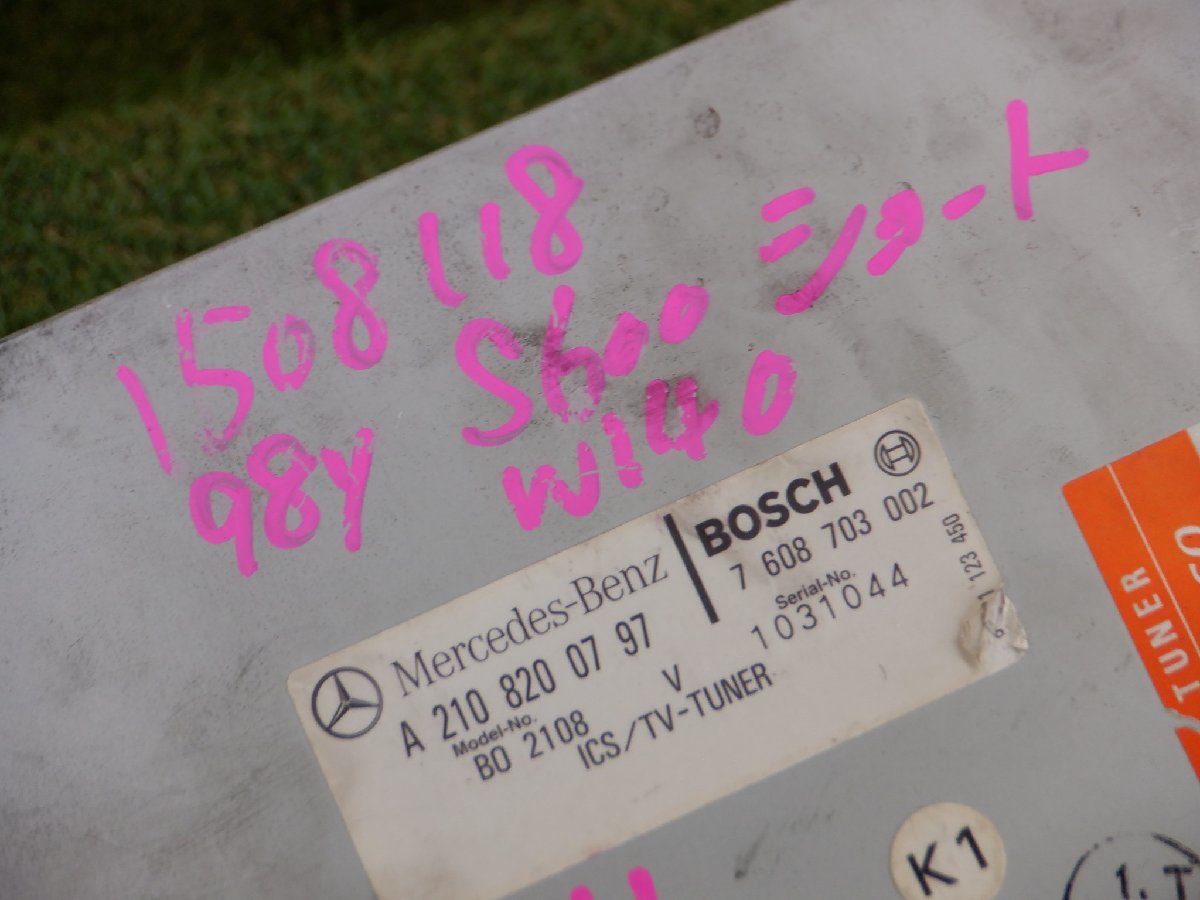 1508118
98Y S600 ショート
W140
Mercedes-Benz
BOSCH
A 210 820 07 97
7 608 703 002
Model-No.
BO 2108
V
Serial-No.
1031044
ICS/TV-TUNER
123 450
TUNER
K1
1.T